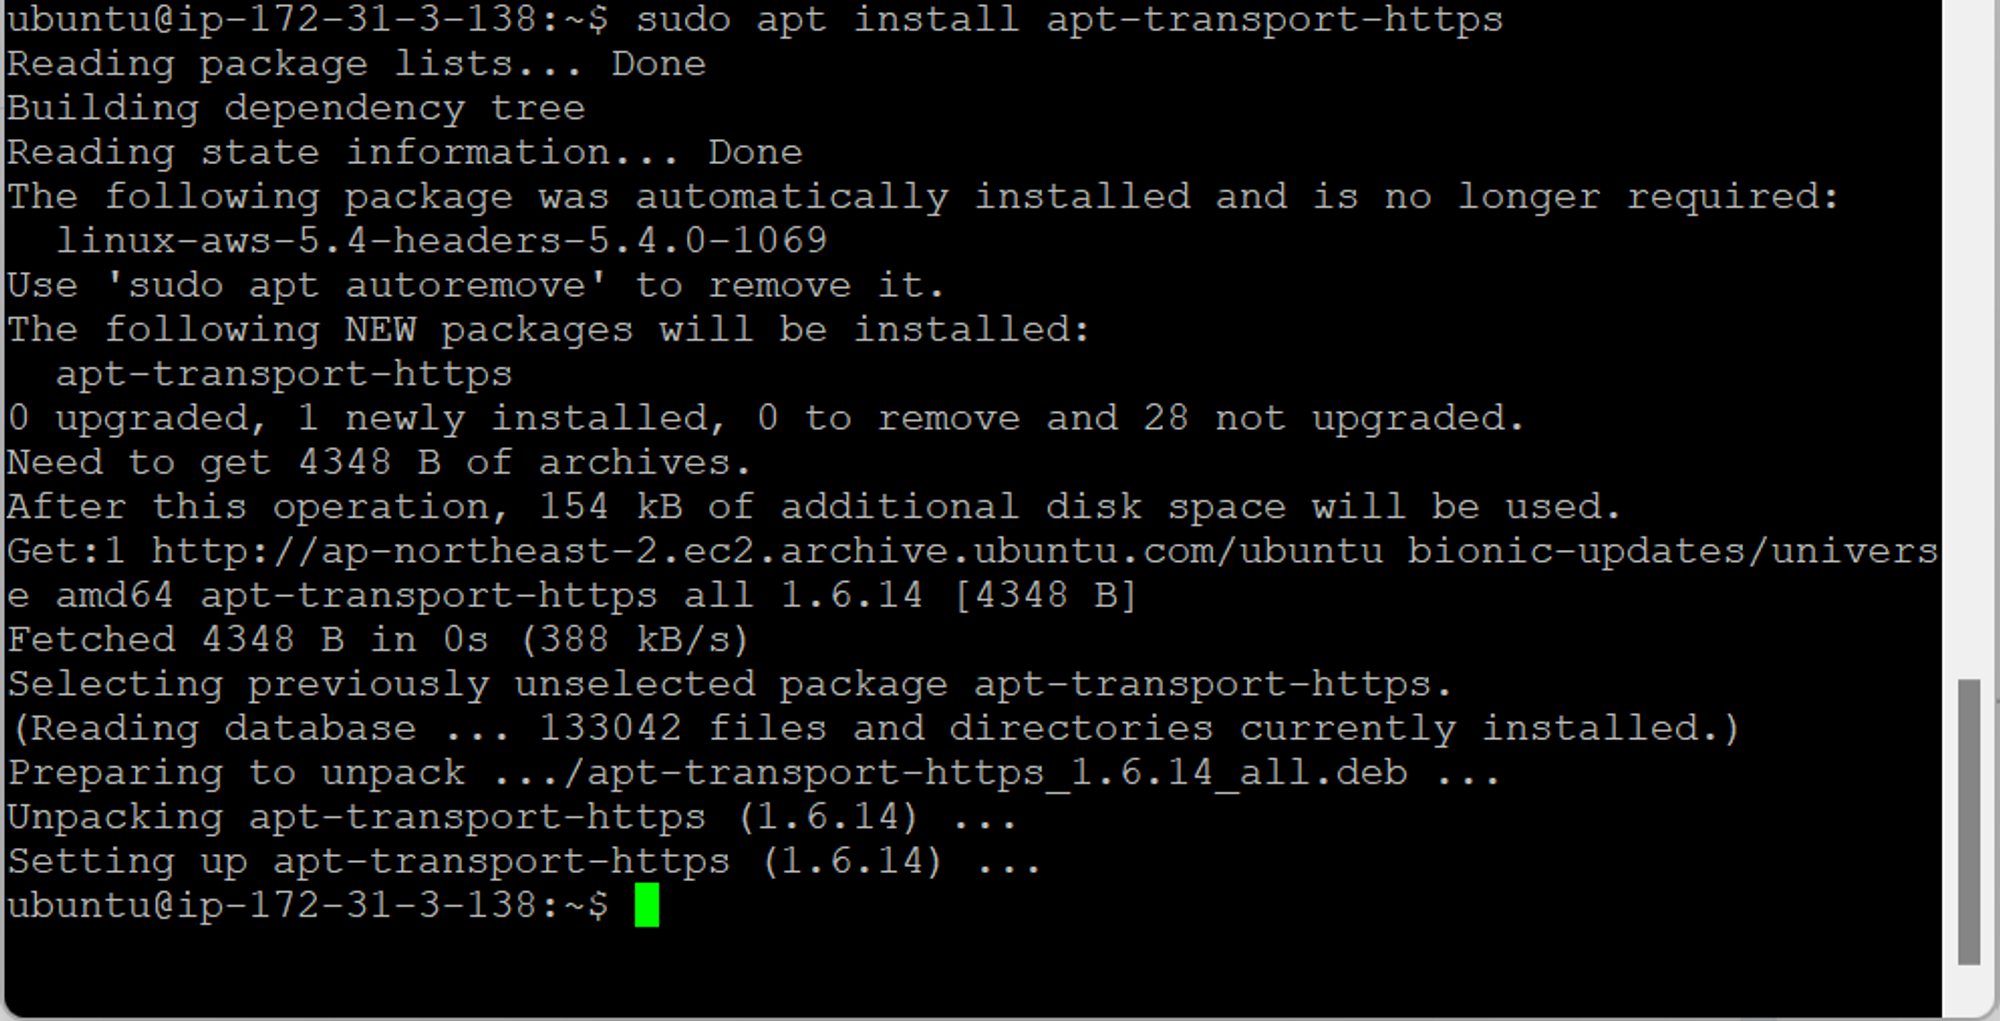 ubuntu@ip-172-31-3-138:~$ sudo apt install apt-transport-https
Reading package lists... Done
Building dependency tree
Reading state information... Done
The following package was automatically installed and is no longer required:
  linux-aws-5.4-headers-5.4.0-1069
Use 'sudo apt autoremove' to remove it.
The following NEW packages will be installed:
  apt-transport-https
0 upgraded, 1 newly installed, 0 to remove and 28 not upgraded.
Need to get 4348 B of archives.
After this operation, 154 kB of additional disk space will be used.
Get:1 http://ap-northeast-2.ec2.archive.ubuntu.com/ubuntu bionic-updates/univers
e amd64 apt-transport-https all 1.6.14 [4348 B]
Fetched 4348 B in 0s (388 kB/s)
Selecting previously unselected package apt-transport-https.
(Reading database ... 133042 files and directories currently installed.)
Preparing to unpack .../apt-transport-https_1.6.14_all.deb ...
Unpacking apt-transport-https (1.6.14) ...
Setting up apt-transport-https (1.6.14) ...
ubuntu@ip-172-31-3-138:~$